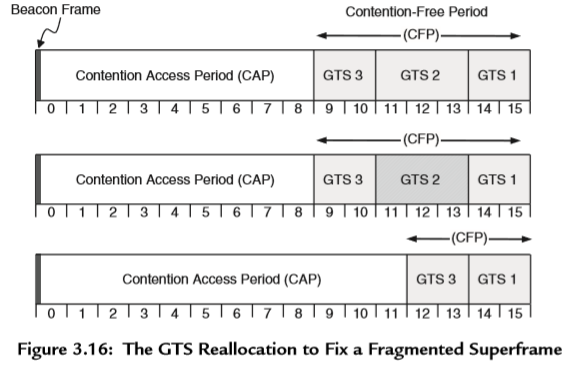 Beacon Frame
Contention-Free Period
(CFP)
Contention Access Period (CAP) GTS 3 GTS 2 GTS 1
0 1 2 3 4 5 6 7 8 9 10 11 12 13 14 15
(CFP)
Contention Access Period (CAP) GTS 3 GTS 2 GTS 1
0 1 2 3 4 5 6 7 8 9 10 11 12 13 14 15
(CFP)
Contention Access Period (CAP) GTS 3 GTS 1
0 1 2 3 4 5 6 7 8 9 10 11 12 13 14 15
Figure 3.16: The GTS Reallocation to Fix a Fragmented Superframe